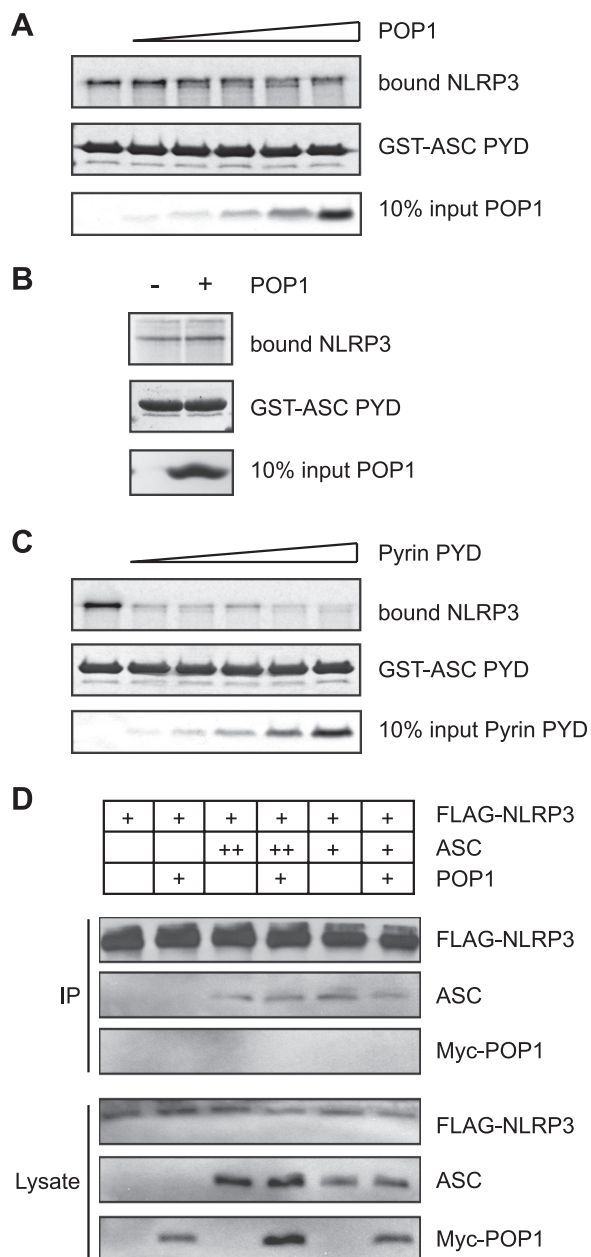 A
POP1
bound NLRP3
GST-ASC PYD
10% input POP1
B
- + POP1
bound NLRP3
GST-ASC PYD
10% input POP1
C
Pyrin PYD
bound NLRP3
GST-ASC PYD
10% input Pyrin PYD
D
+ + + + + + FLAG-NLRP3
++ ++ + + ASC
+ + + POP1
IP
FLAG-NLRP3
ASC
Myc-POP1
Lysate
FLAG-NLRP3
ASC
Myc-POP1